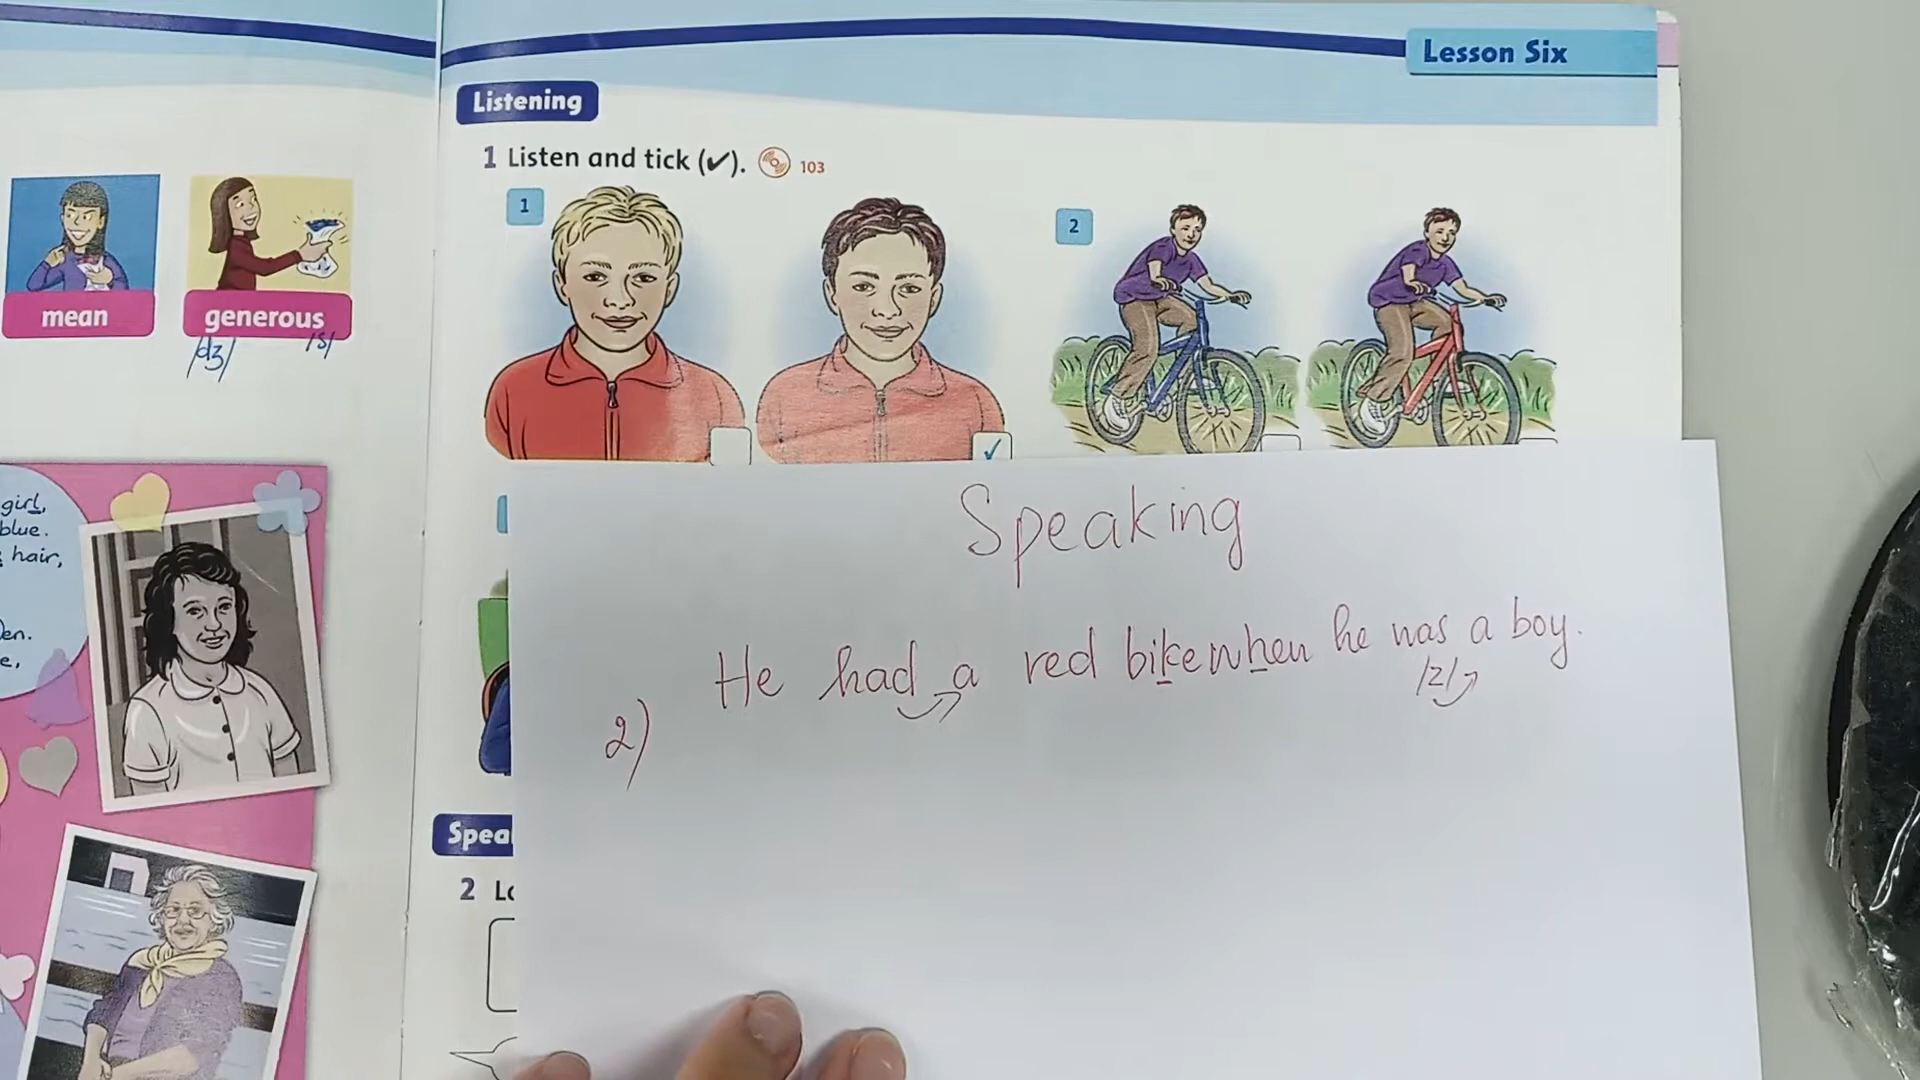 Lesson Six
Listening
1 Listen and tick (✔). 103
1
2
mean
generous
/dʒ/ /s/
girl,
blue.
hair,
e,
✓
Speaking
He had a red bike when he was a boy.
/z/
2)
Spea
2